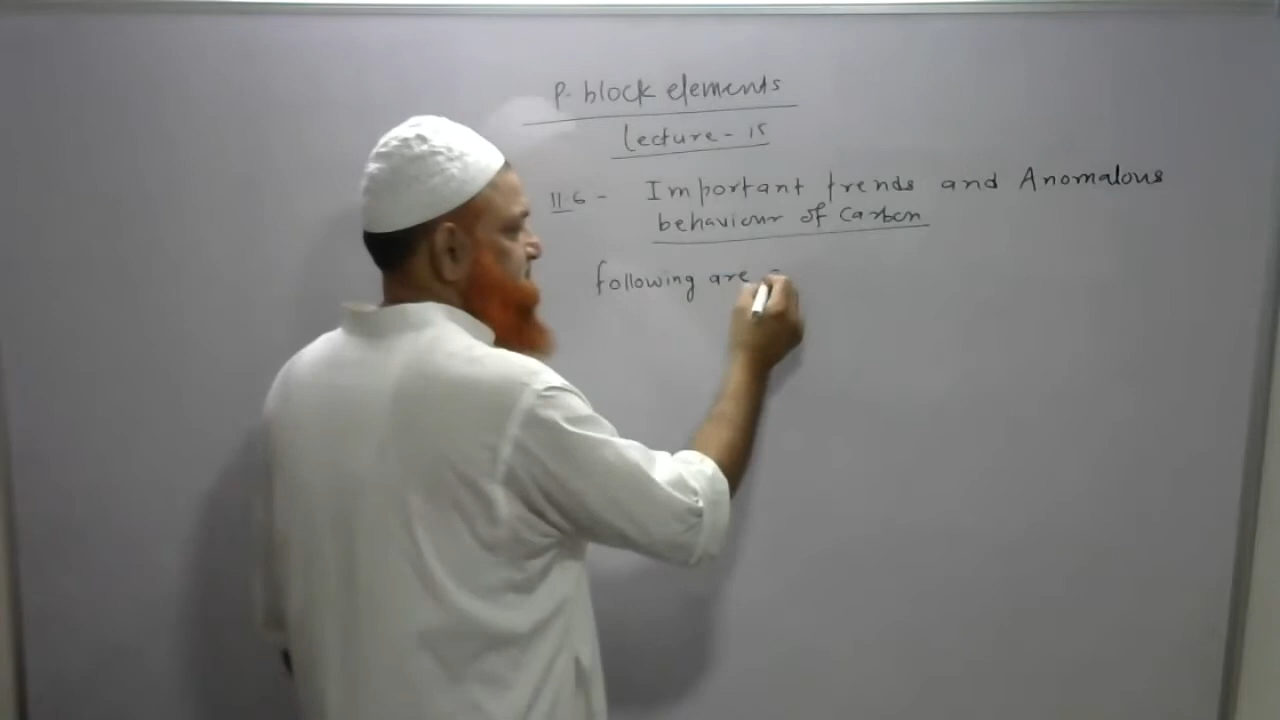 P-block elements
Lecture - 15
11.6 - Important trends and Anomalous
behaviour of Carbon
following are